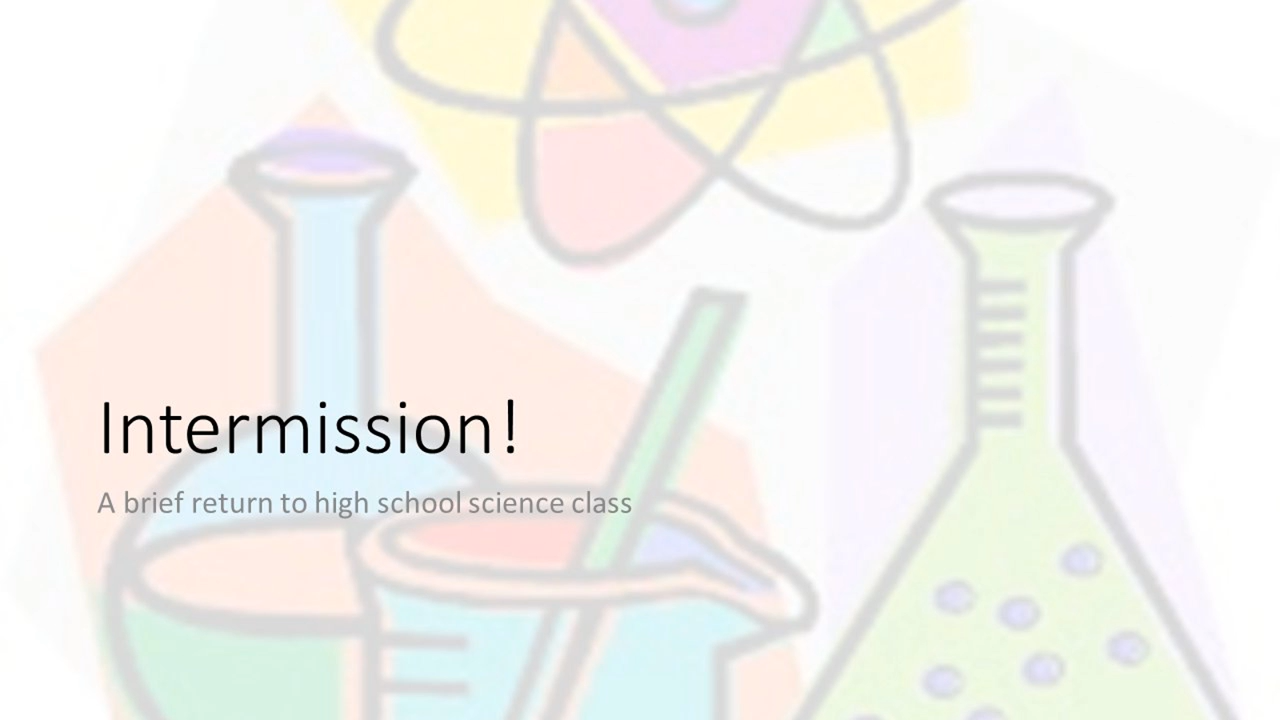 Intermission!
A brief return to high school science class